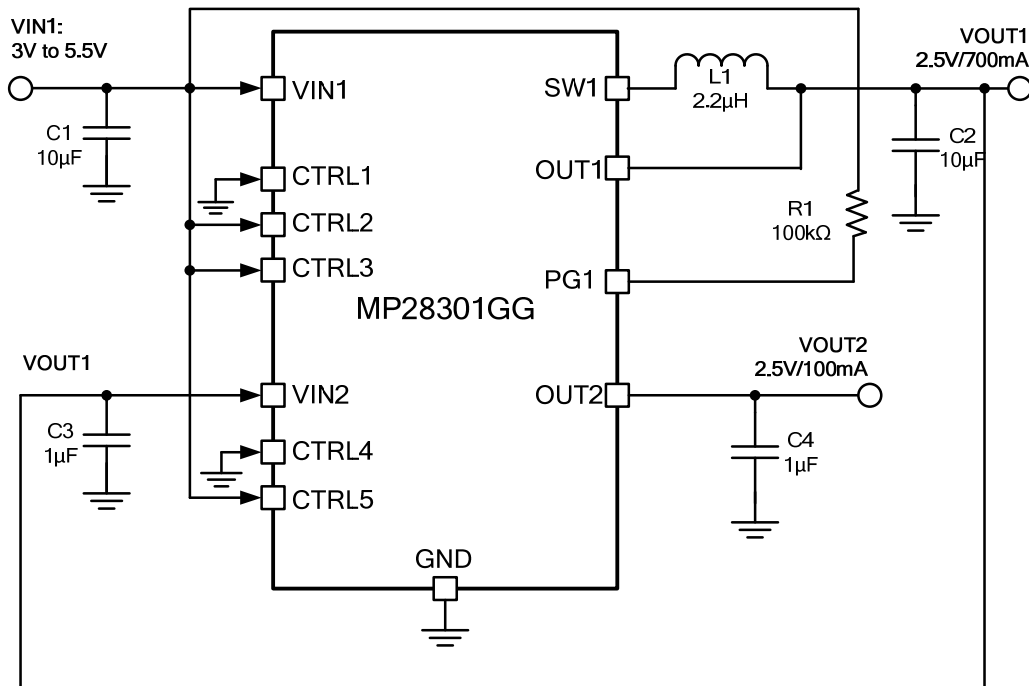 VIN1:
3V to 5.5V
VOUT1
2.5V/700mA
VIN1
SW1
L1
2.2µH
C1
10µF
C2
10µF
CTRL1
OUT1
CTRL2
R1
100kΩ
CTRL3
PG1
MP28301GG
VOUT1
VOUT2
2.5V/100mA
VIN2
OUT2
C3
1µF
C4
1µF
CTRL4
CTRL5
GND